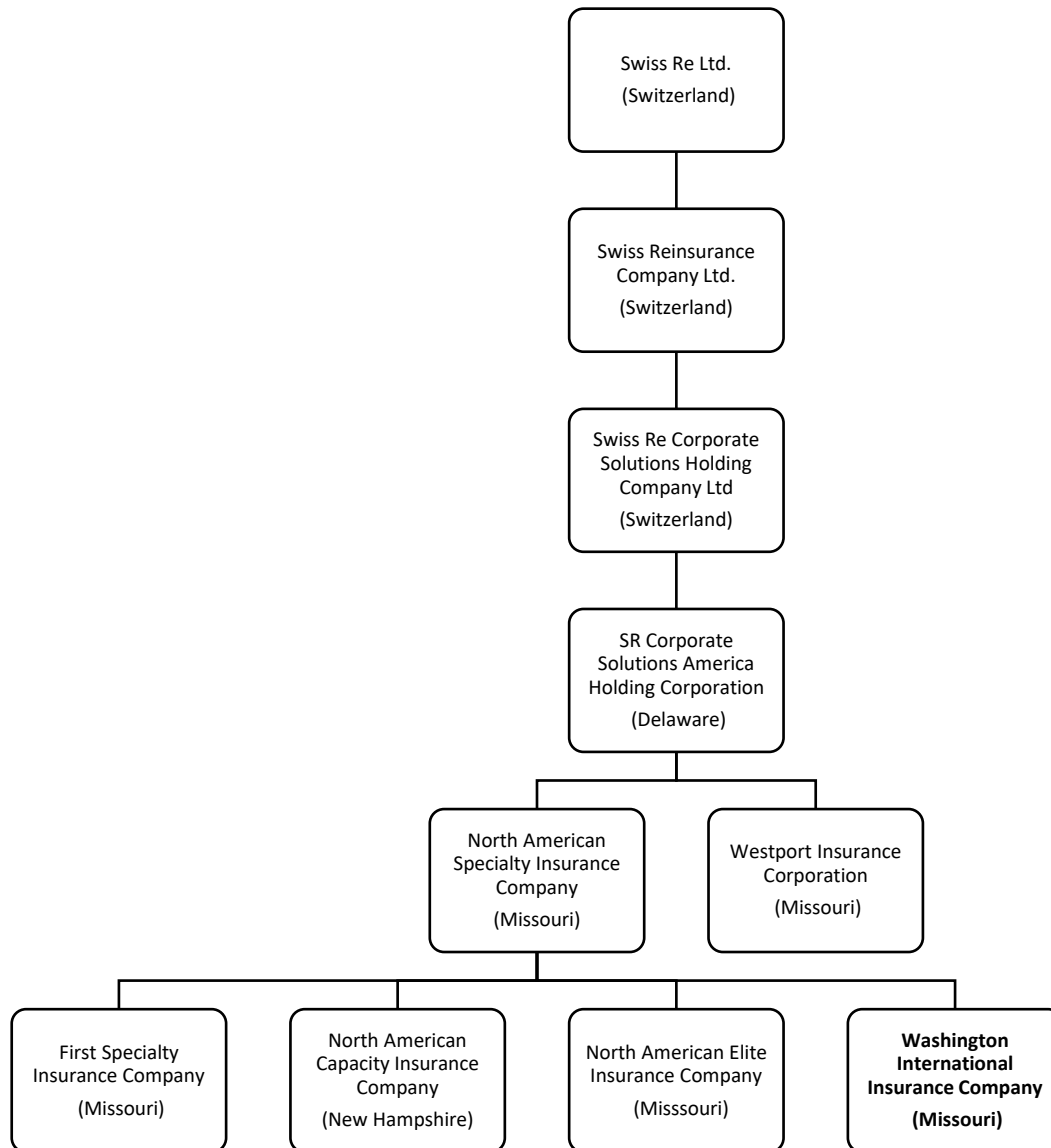 Swiss Re Ltd.
(Switzerland)
Swiss Reinsurance
Company Ltd.
(Switzerland)
Swiss Re Corporate
Solutions Holding
Company Ltd
(Switzerland)
SR Corporate
Solutions America
Holding Corporation
(Delaware)
North American
Specialty Insurance
Company
(Missouri)
Westport Insurance
Corporation
(Missouri)
First Specialty
Insurance Company
(Missouri)
North American
Capacity Insurance
Company
(New Hampshire)
North American Elite
Insurance Company
(Misssouri)
Washington
International
Insurance Company
(Missouri)